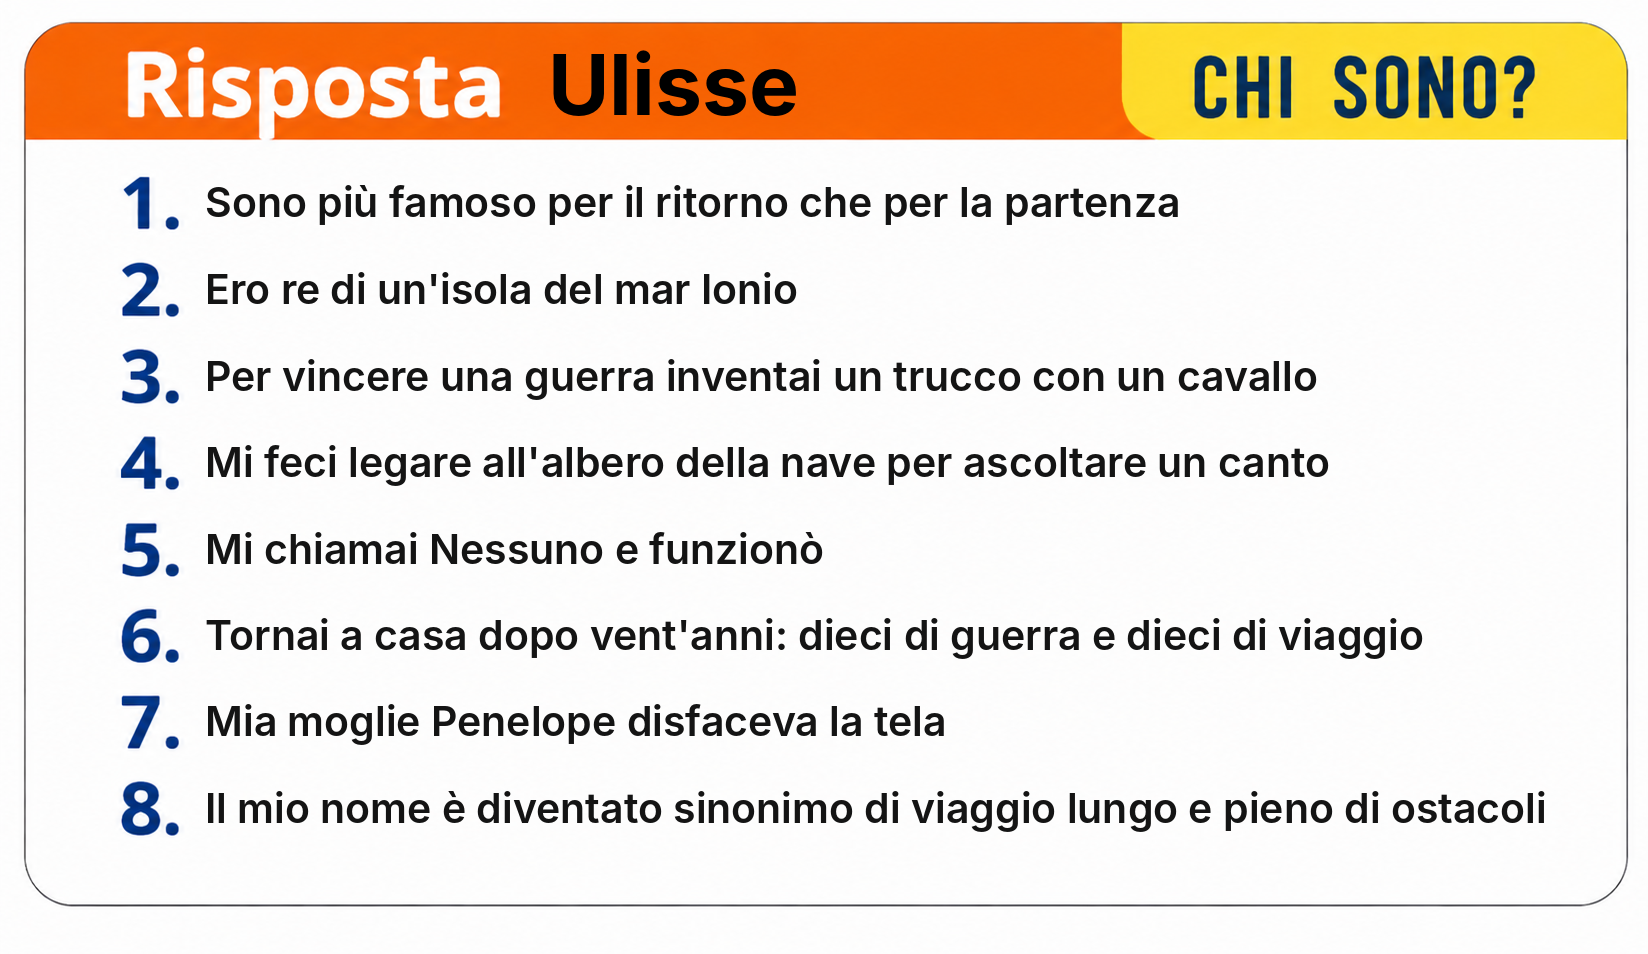 Risposta Ulisse CHI SONO?
1. Sono più famoso per il ritorno che per la partenza
2. Ero re di un'isola del mar Ionio
3. Per vincere una guerra inventai un trucco con un cavallo
4. Mi feci legare all'albero della nave per ascoltare un canto
5. Mi chiamai Nessuno e funzionò
6. Tornai a casa dopo vent'anni: dieci di guerra e dieci di viaggio
7. Mia moglie Penelope disfaceva la tela
8. Il mio nome è diventato sinonimo di viaggio lungo e pieno di ostacoli